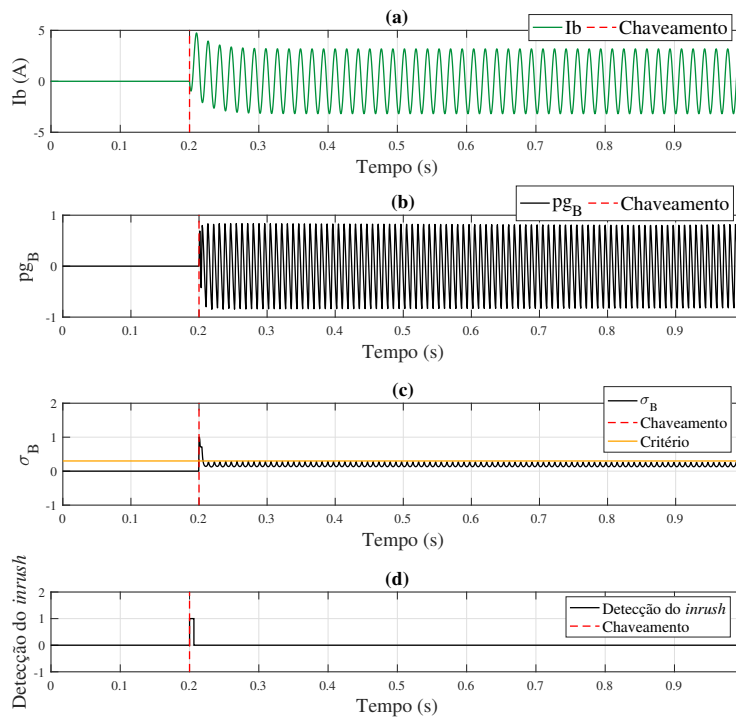 (a)
Ib
Chaveamento
5
0
-5
Ib (A)
0 0.1 0.2 0.3 0.4 0.5 0.6 0.7 0.8 0.9
Tempo (s)
(b)
pg_B
Chaveamento
1
0
-1
pg_B
0 0.1 0.2 0.3 0.4 0.5 0.6 0.7 0.8 0.9
Tempo (s)
(c)
σ_B
Chaveamento
Critério
2
1
0
-1
σ_B
0 0.1 0.2 0.3 0.4 0.5 0.6 0.7 0.8 0.9
Tempo (s)
(d)
Detecção do inrush
Chaveamento
2
1
0
-1
Detecção do inrush
0 0.1 0.2 0.3 0.4 0.5 0.6 0.7 0.8 0.9
Tempo (s)